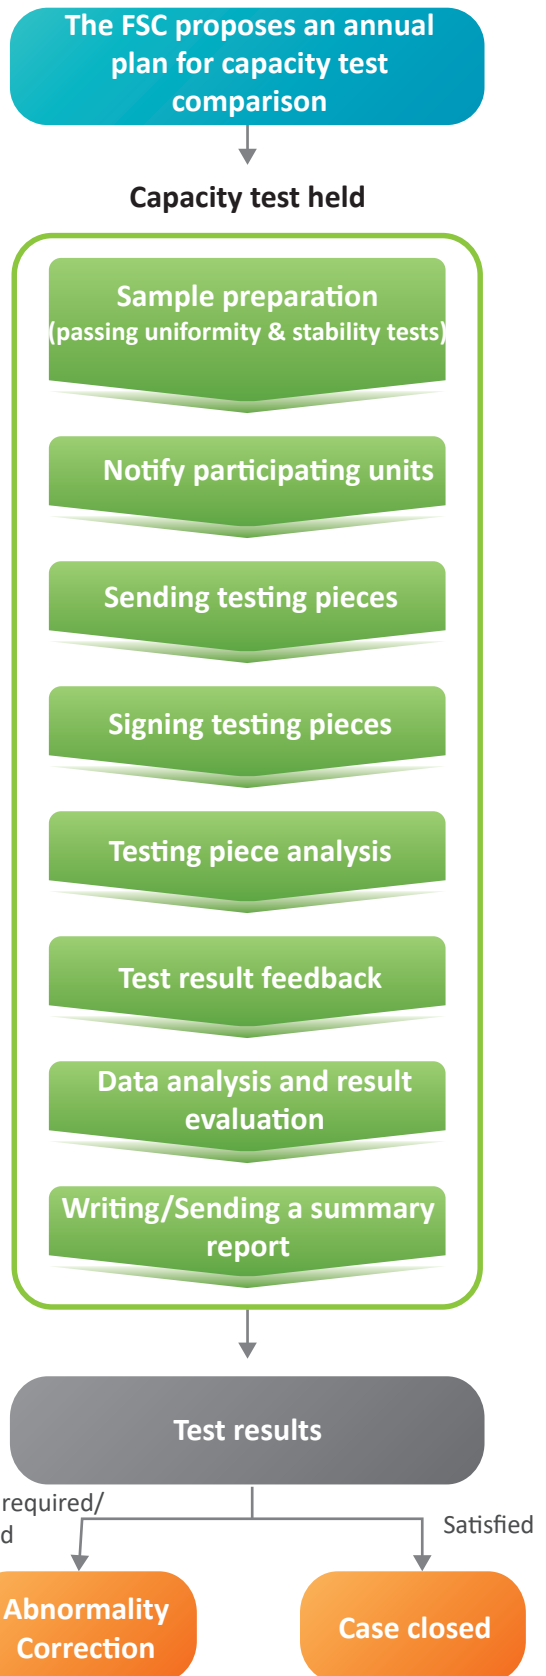 The FSC proposes an annual
plan for capacity test
comparison
Capacity test held
Sample preparation
(passing uniformity & stability tests)
Notify participating units
Sending testing pieces
Signing testing pieces
Testing piece analysis
Test result feedback
Data analysis and result
evaluation
Writing/Sending a summary
report
Test results
required/
Satisfied
Abnormality
Correction
Case closed